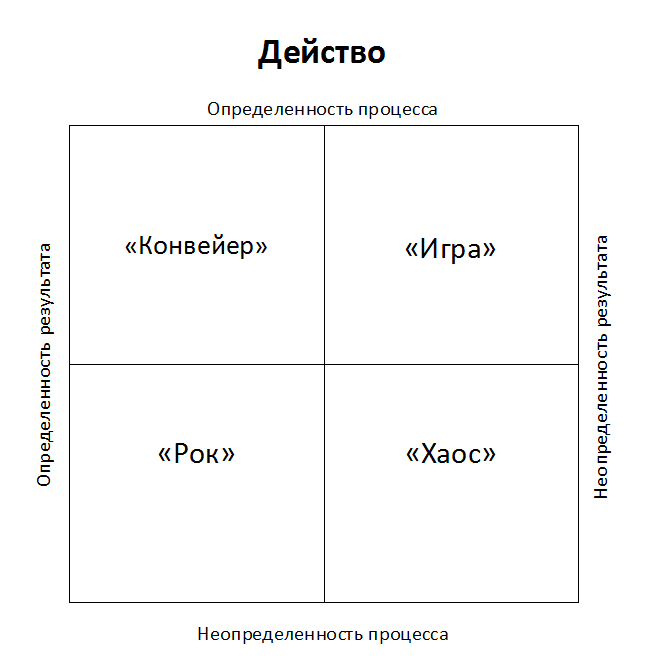 Действо
Определенность процесса
«Конвейер»
«Игра»
Определенность результата
Неопределенность результата
«Рок»
«Хаос»
Неопределенность процесса